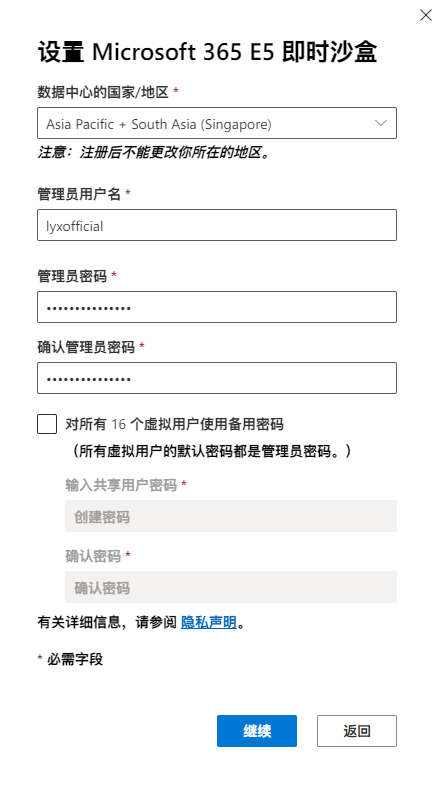 设置 Microsoft 365 E5 即时沙盒
数据中心的国家/地区 *
Asia Pacific + South Asia (Singapore)
注意：注册后不能更改你所在的地区。
管理员用户名 *
lyxofficial
管理员密码 *
•••••••••••••••
确认管理员密码 *
•••••••••••••••
对所有 16 个虚拟用户使用备用密码
（所有虚拟用户的默认密码都是管理员密码。）
输入共享用户密码 *
创建密码
确认密码 *
确认密码
有关详细信息，请参阅 隐私声明。
* 必需字段
继续 返回